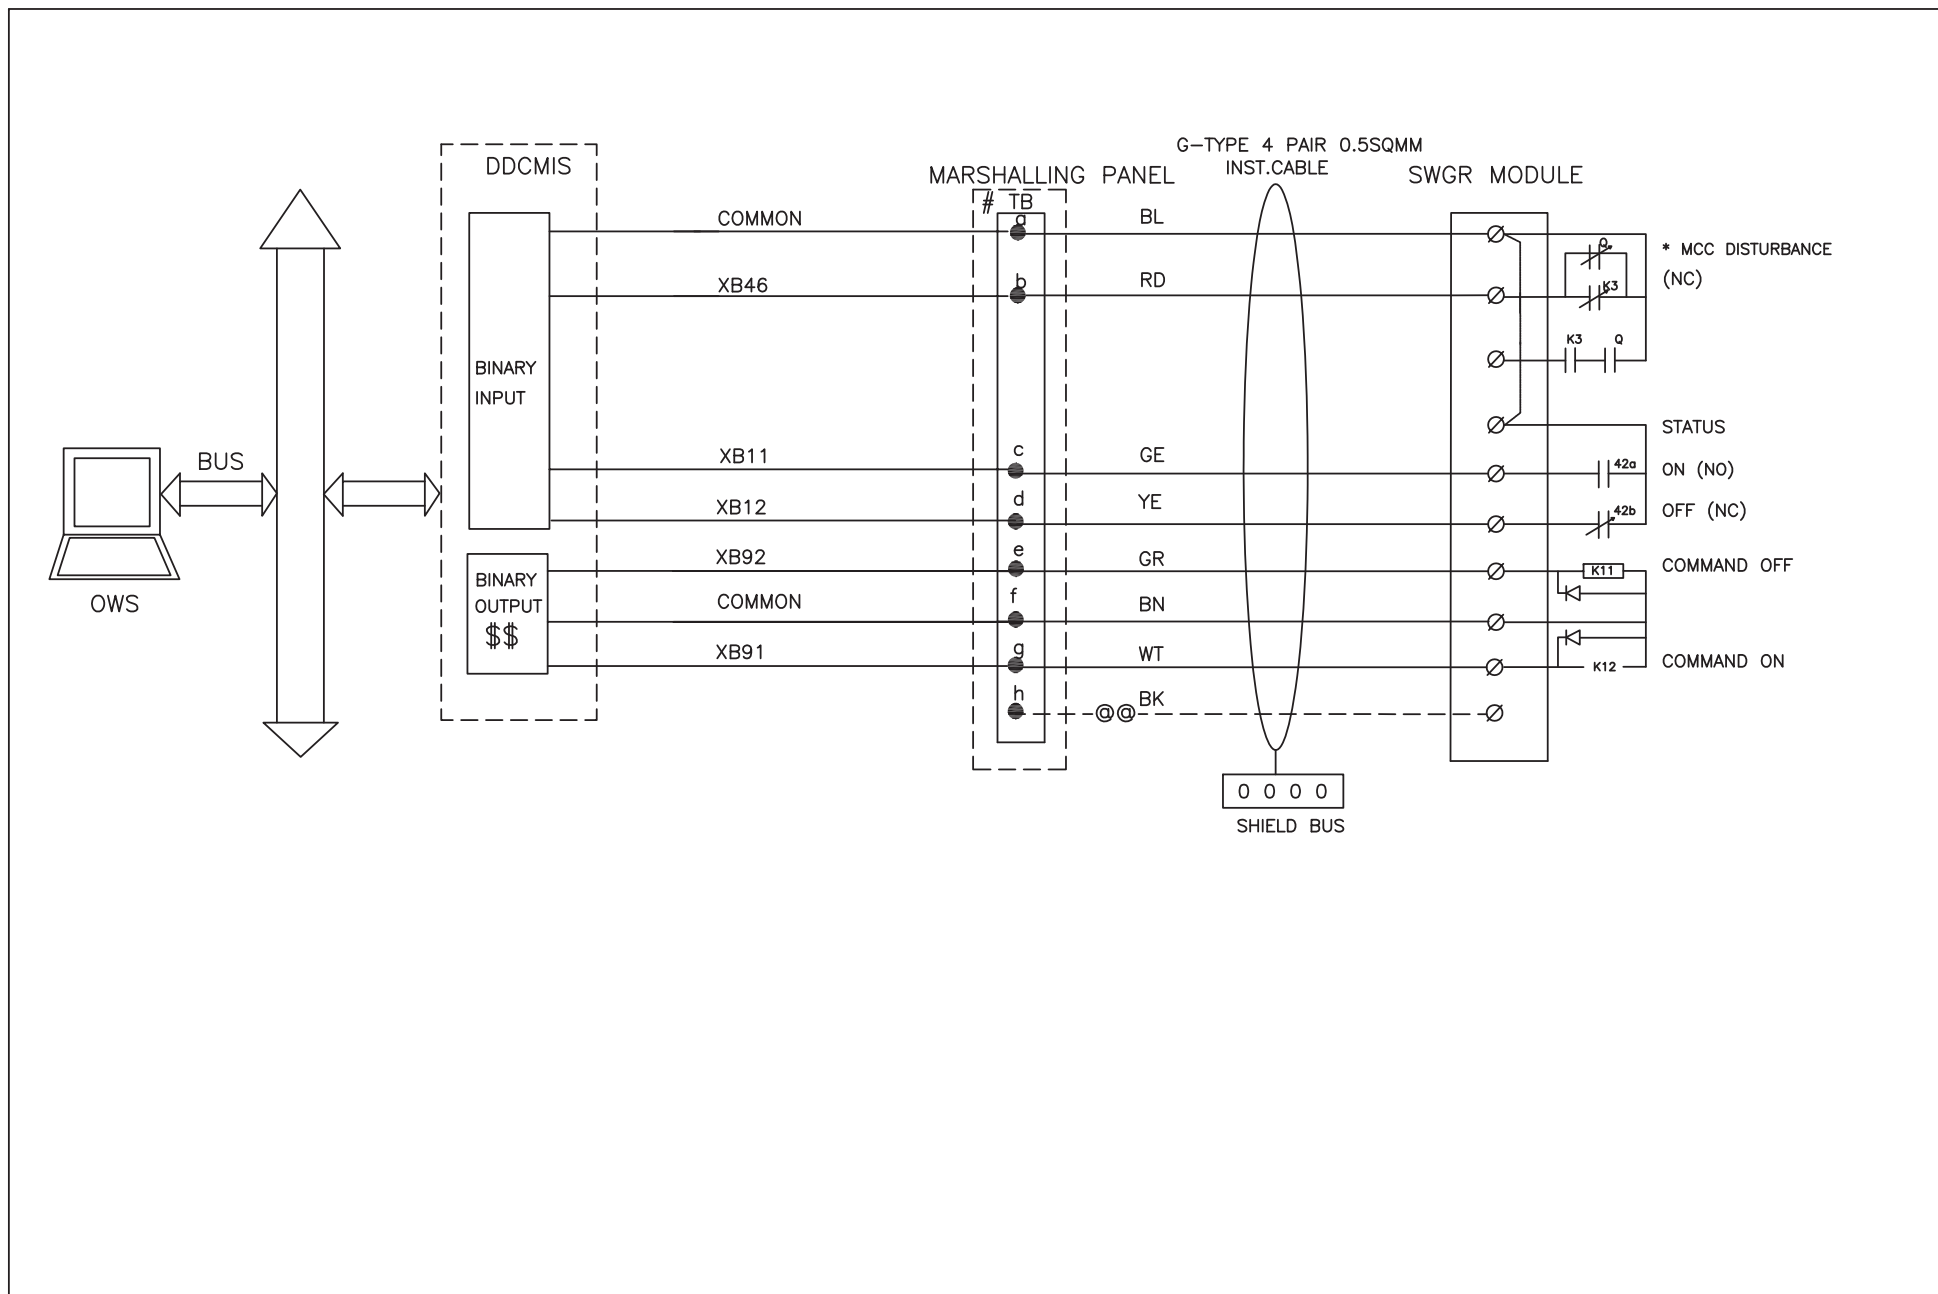 G-TYPE 4 PAIR 0.5SQMM
INST.CABLE
DDCMIS
MARSHALLING PANEL
SWGR MODULE
# TB
COMMON
a
BL
Q
* MCC DISTURBANCE
(NC)
XB46
b
RD
K3
K3 Q
BINARY
INPUT
STATUS
XB11
c
GE
42a
ON (NO)
BUS
XB12
d
YE
42b
OFF (NC)
XB92
e
GR
K11
COMMAND OFF
BINARY
OUTPUT
$$
COMMON
f
BN
OWS
XB91
g
WT
K12
COMMAND ON
h
@@
BK
0 0 0 0
SHIELD BUS